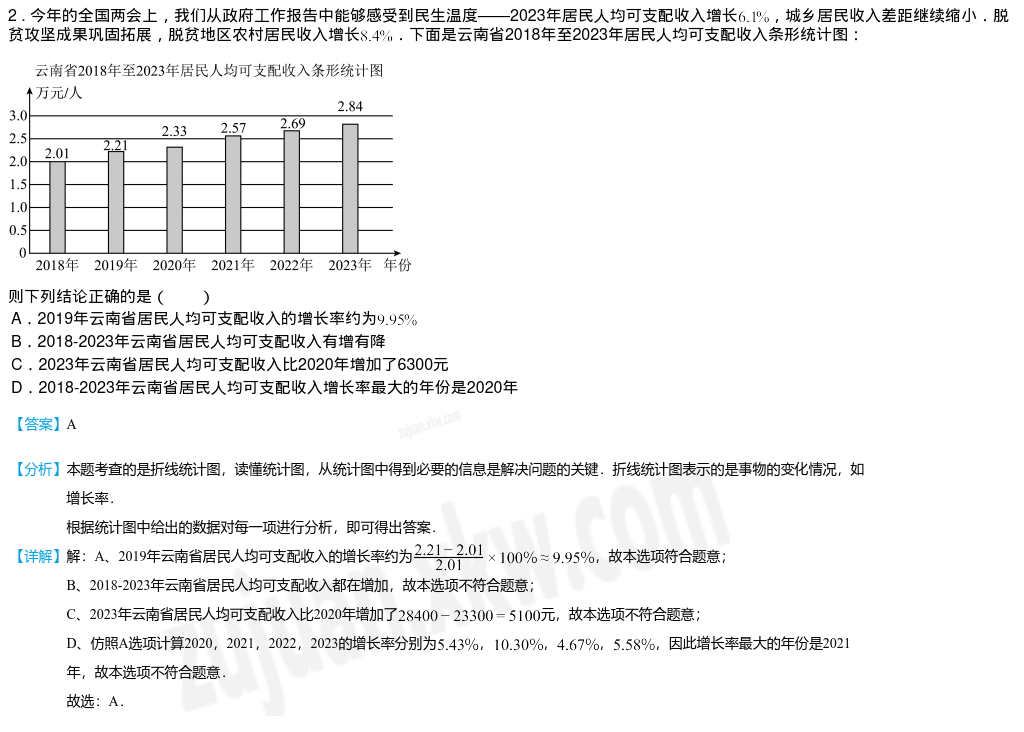 2．今年的全国两会上，我们从政府工作报告中能够感受到民生温度——2023年居民人均可支配收入增长6.1%，城乡居民收入差距继续缩小．脱
贫攻坚成果巩固拓展，脱贫地区农村居民收入增长8.4%．下面是云南省2018年至2023年居民人均可支配收入条形统计图：
云南省2018年至2023年居民人均可支配收入条形统计图
万元/人
3.0
2.5
2.0
1.5
1.0
0.5
0
2.01
2.21
2.33
2.57
2.69
2.84
2018年 2019年 2020年 2021年 2022年 2023年 年份
则下列结论正确的是（　　）
A．2019年云南省居民人均可支配收入的增长率约为9.95%
B．2018-2023年云南省居民人均可支配收入有增有降
C．2023年云南省居民人均可支配收入比2020年增加了6300元
D．2018-2023年云南省居民人均可支配收入增长率最大的年份是2020年
【答案】A
zujuan.xkw.com
【分析】本题考查的是折线统计图，读懂统计图，从统计图中得到必要的信息是解决问题的关键．折线统计图表示的是事物的变化情况，如
增长率．
根据统计图中给出的数据对每一项进行分析，即可得出答案．
【详解】解：A、2019年云南省居民人均可支配收入的增长率约为(2.21－2.01)/2.01×100%≈9.95%，故本选项符合题意；
B、2018-2023年云南省居民人均可支配收入都在增加，故本选项不符合题意；
C、2023年云南省居民人均可支配收入比2020年增加了28400－23300=5100元，故本选项不符合题意；
D、仿照A选项计算2020，2021，2022，2023的增长率分别为5.43%，10.30%，4.67%，5.58%，因此增长率最大的年份是2021
年，故本选项不符合题意．
故选：A．
zujuan.xkw.com